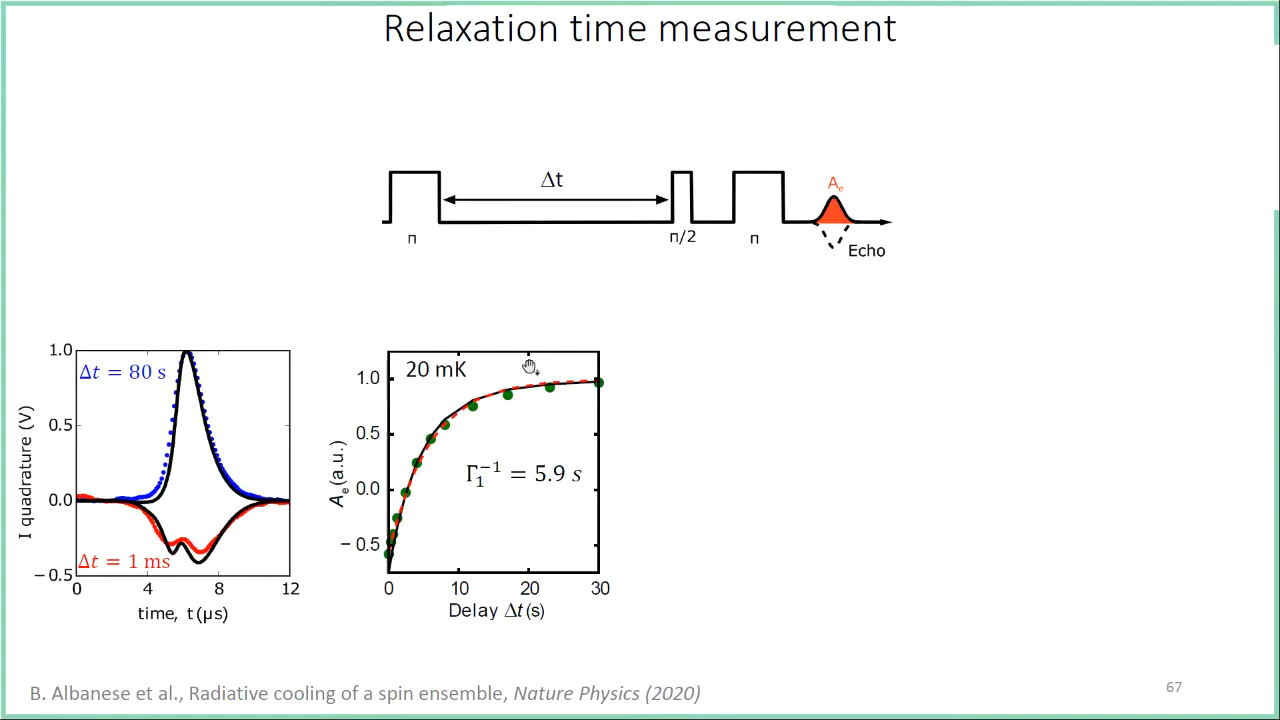 Relaxation time measurement
Δt
π
π/2
π
Aₑ
Echo
1.0
0.5
0.0
−0.5
I quadrature (V)
Δt = 80 s
Δt = 1 ms
0
4
8
12
time, t (μs)
1.0
0.5
0.0
−0.5
Aₑ (a.u.)
20 mK
Γ₁⁻¹ = 5.9 s
0
10
20
30
Delay Δt (s)
B. Albanese et al., Radiative cooling of a spin ensemble, Nature Physics (2020)
67